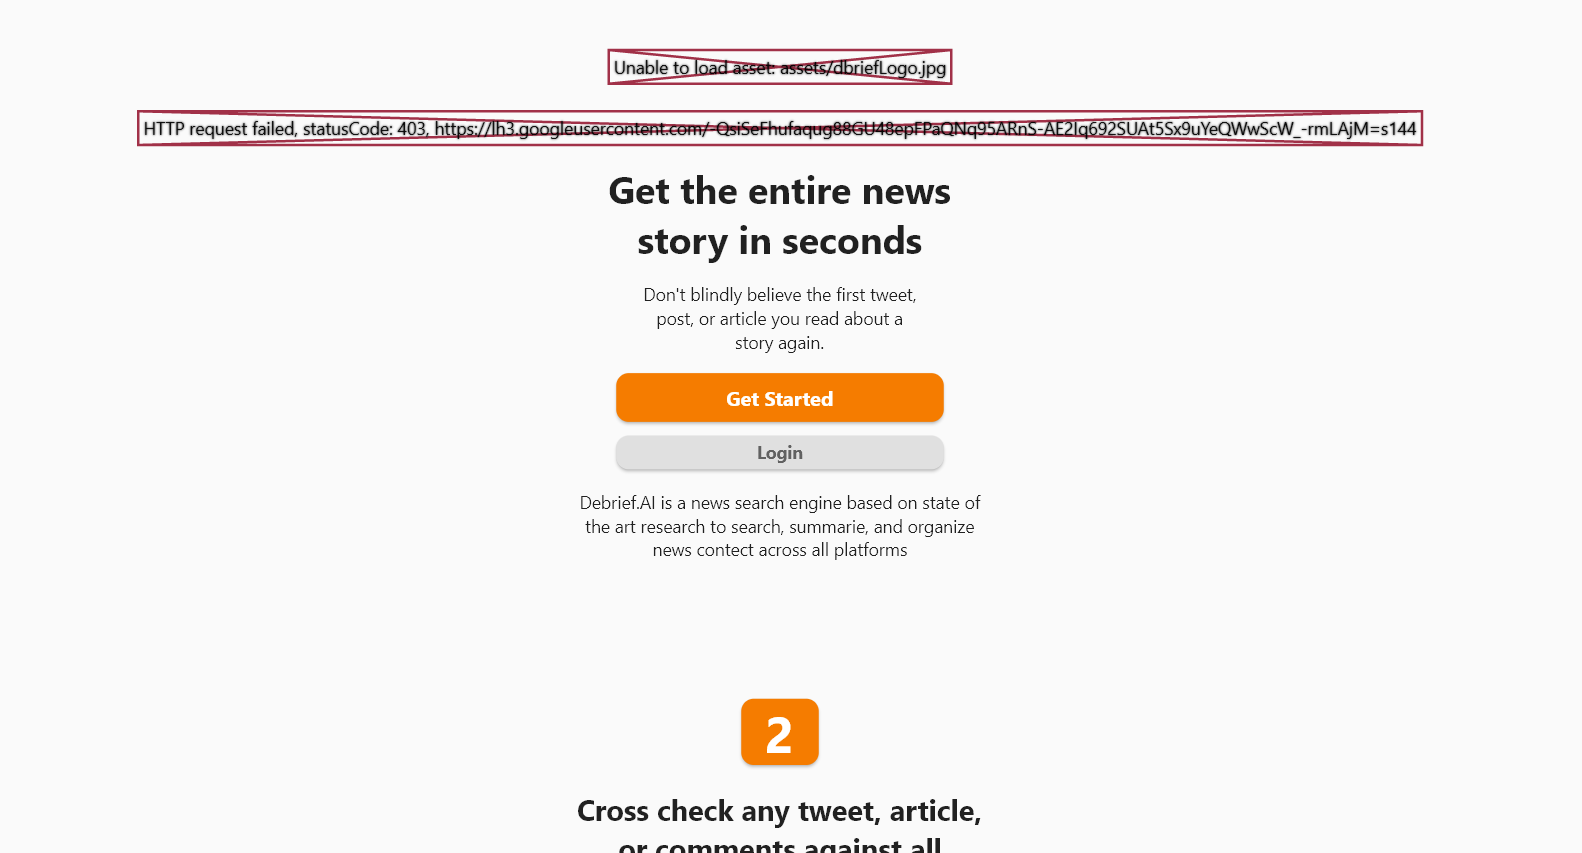 Unable to load asset: assets/dbriefLogo.jpg
HTTP request failed, statusCode: 403, https://lh3.googleusercontent.com/-QsiSeFhufaqug88GU48epFPaQNq95ARnS-AE2Iq692SUAt5Sx9uYeQWwScW_-rmLAjM=s144
Get the entire news
story in seconds
Don't blindly believe the first tweet,
post, or article you read about a
story again.
Get Started
Login
Debrief.AI is a news search engine based on state of
the art research to search, summarie, and organize
news contect across all platforms
2
Cross check any tweet, article,
or comments against all